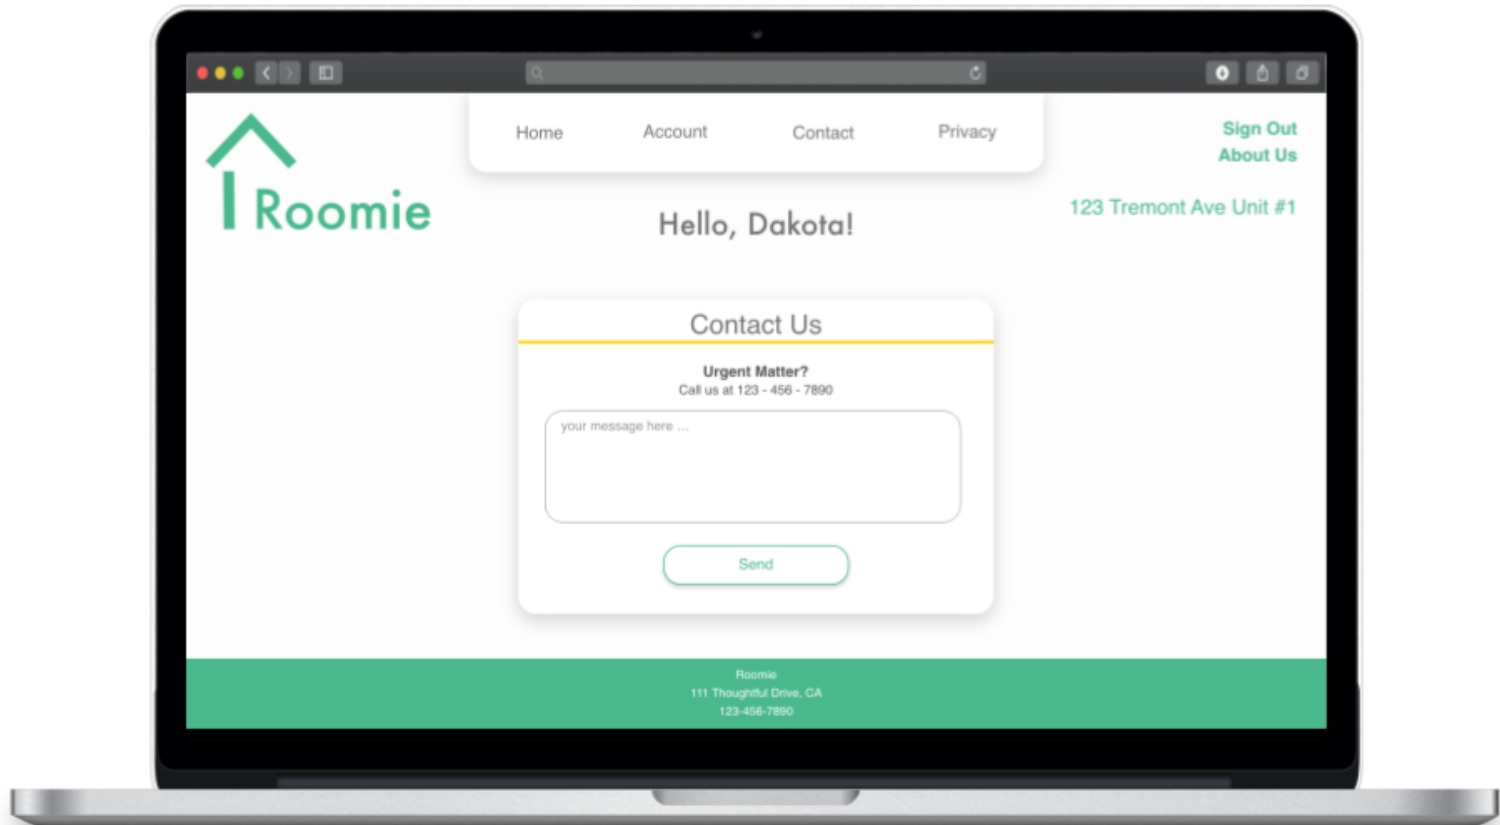 Home Account Contact Privacy
Sign Out
About Us
Roomie
Hello, Dakota!
123 Tremont Ave Unit #1
Contact Us
Urgent Matter?
Call us at 123 - 456 - 7890
your message here ...
Send
Roomie
111 Thoughtful Drive, CA
123-456-7890